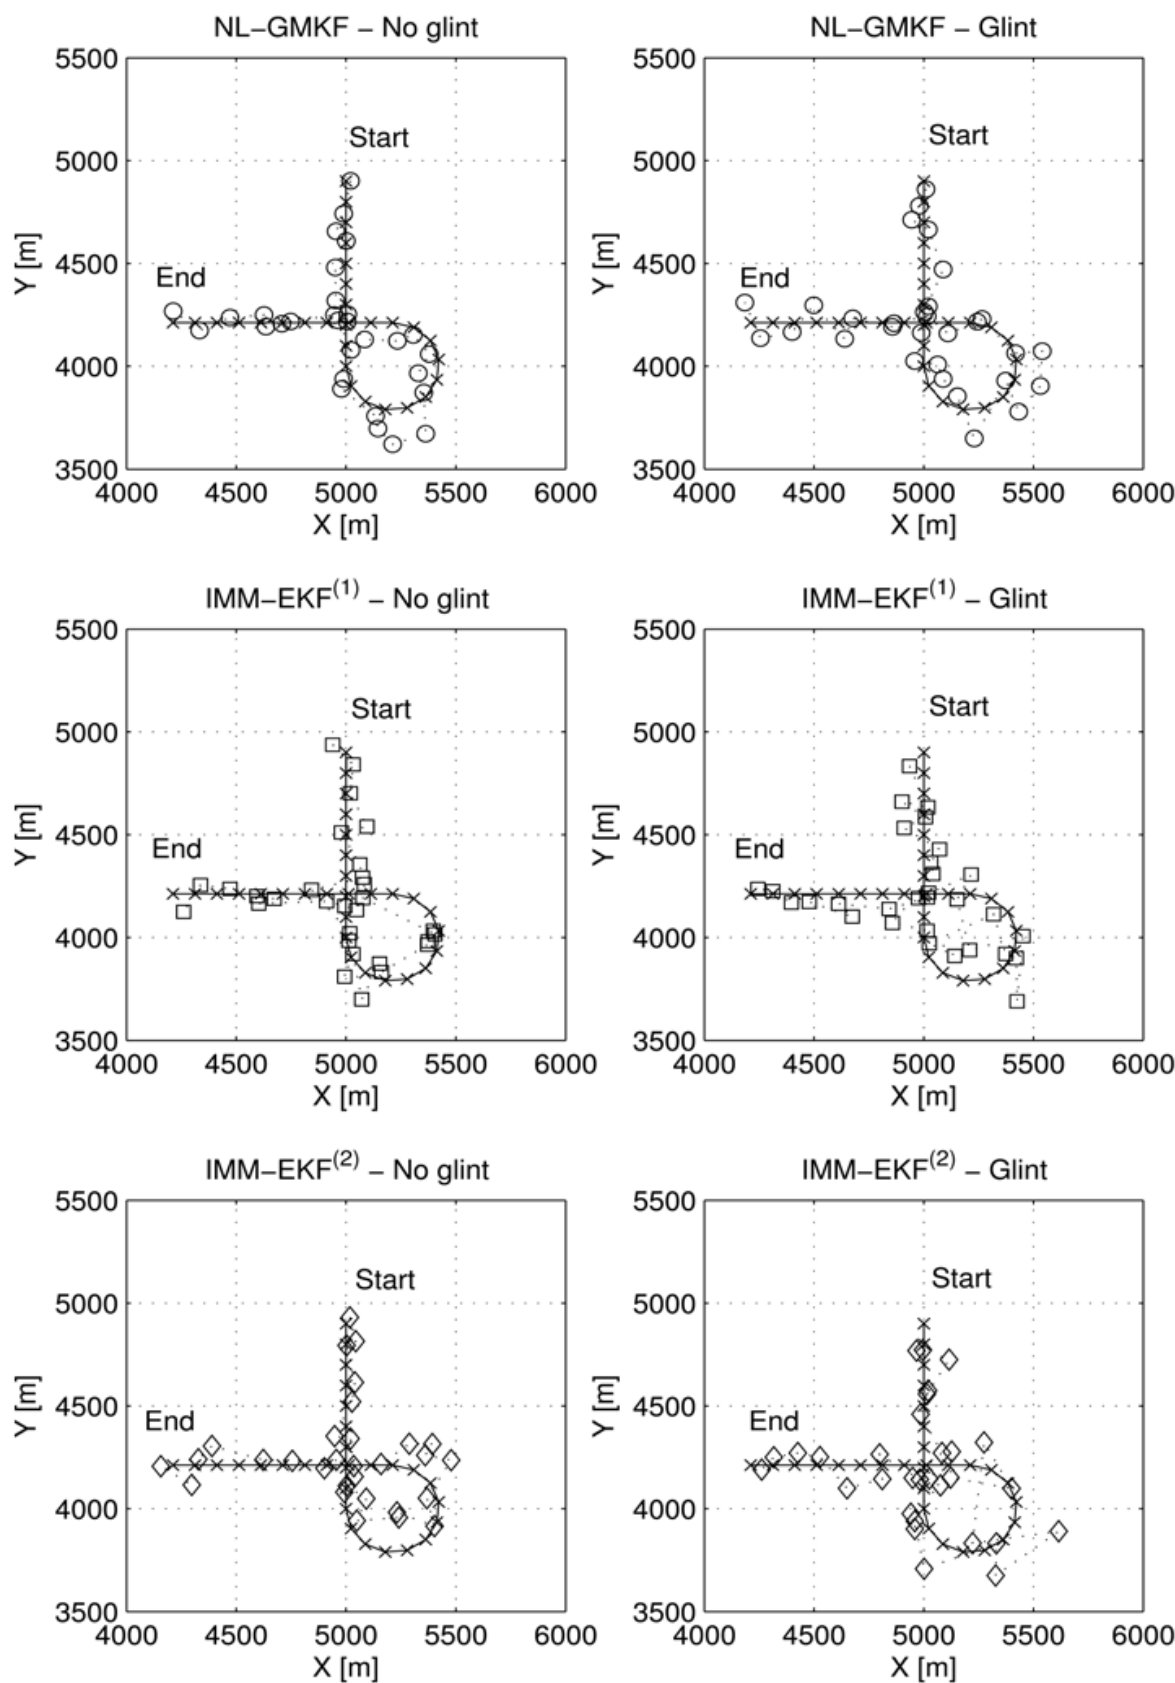 NL−GMKF − No glint
5500
5000
4500
4000
3500
Y [m]
Start
End
4000 4500 5000 5500 6000
X [m]
NL−GMKF − Glint
5500
5000
4500
4000
3500
Y [m]
Start
End
4000 4500 5000 5500 6000
X [m]
IMM−EKF(1) − No glint
5500
5000
4500
4000
3500
Y [m]
Start
End
4000 4500 5000 5500 6000
X [m]
IMM−EKF(1) − Glint
5500
5000
4500
4000
3500
Y [m]
Start
End
4000 4500 5000 5500 6000
X [m]
IMM−EKF(2) − No glint
5500
5000
4500
4000
3500
Y [m]
Start
End
4000 4500 5000 5500 6000
X [m]
IMM−EKF(2) − Glint
5500
5000
4500
4000
3500
Y [m]
Start
End
4000 4500 5000 5500 6000
X [m]